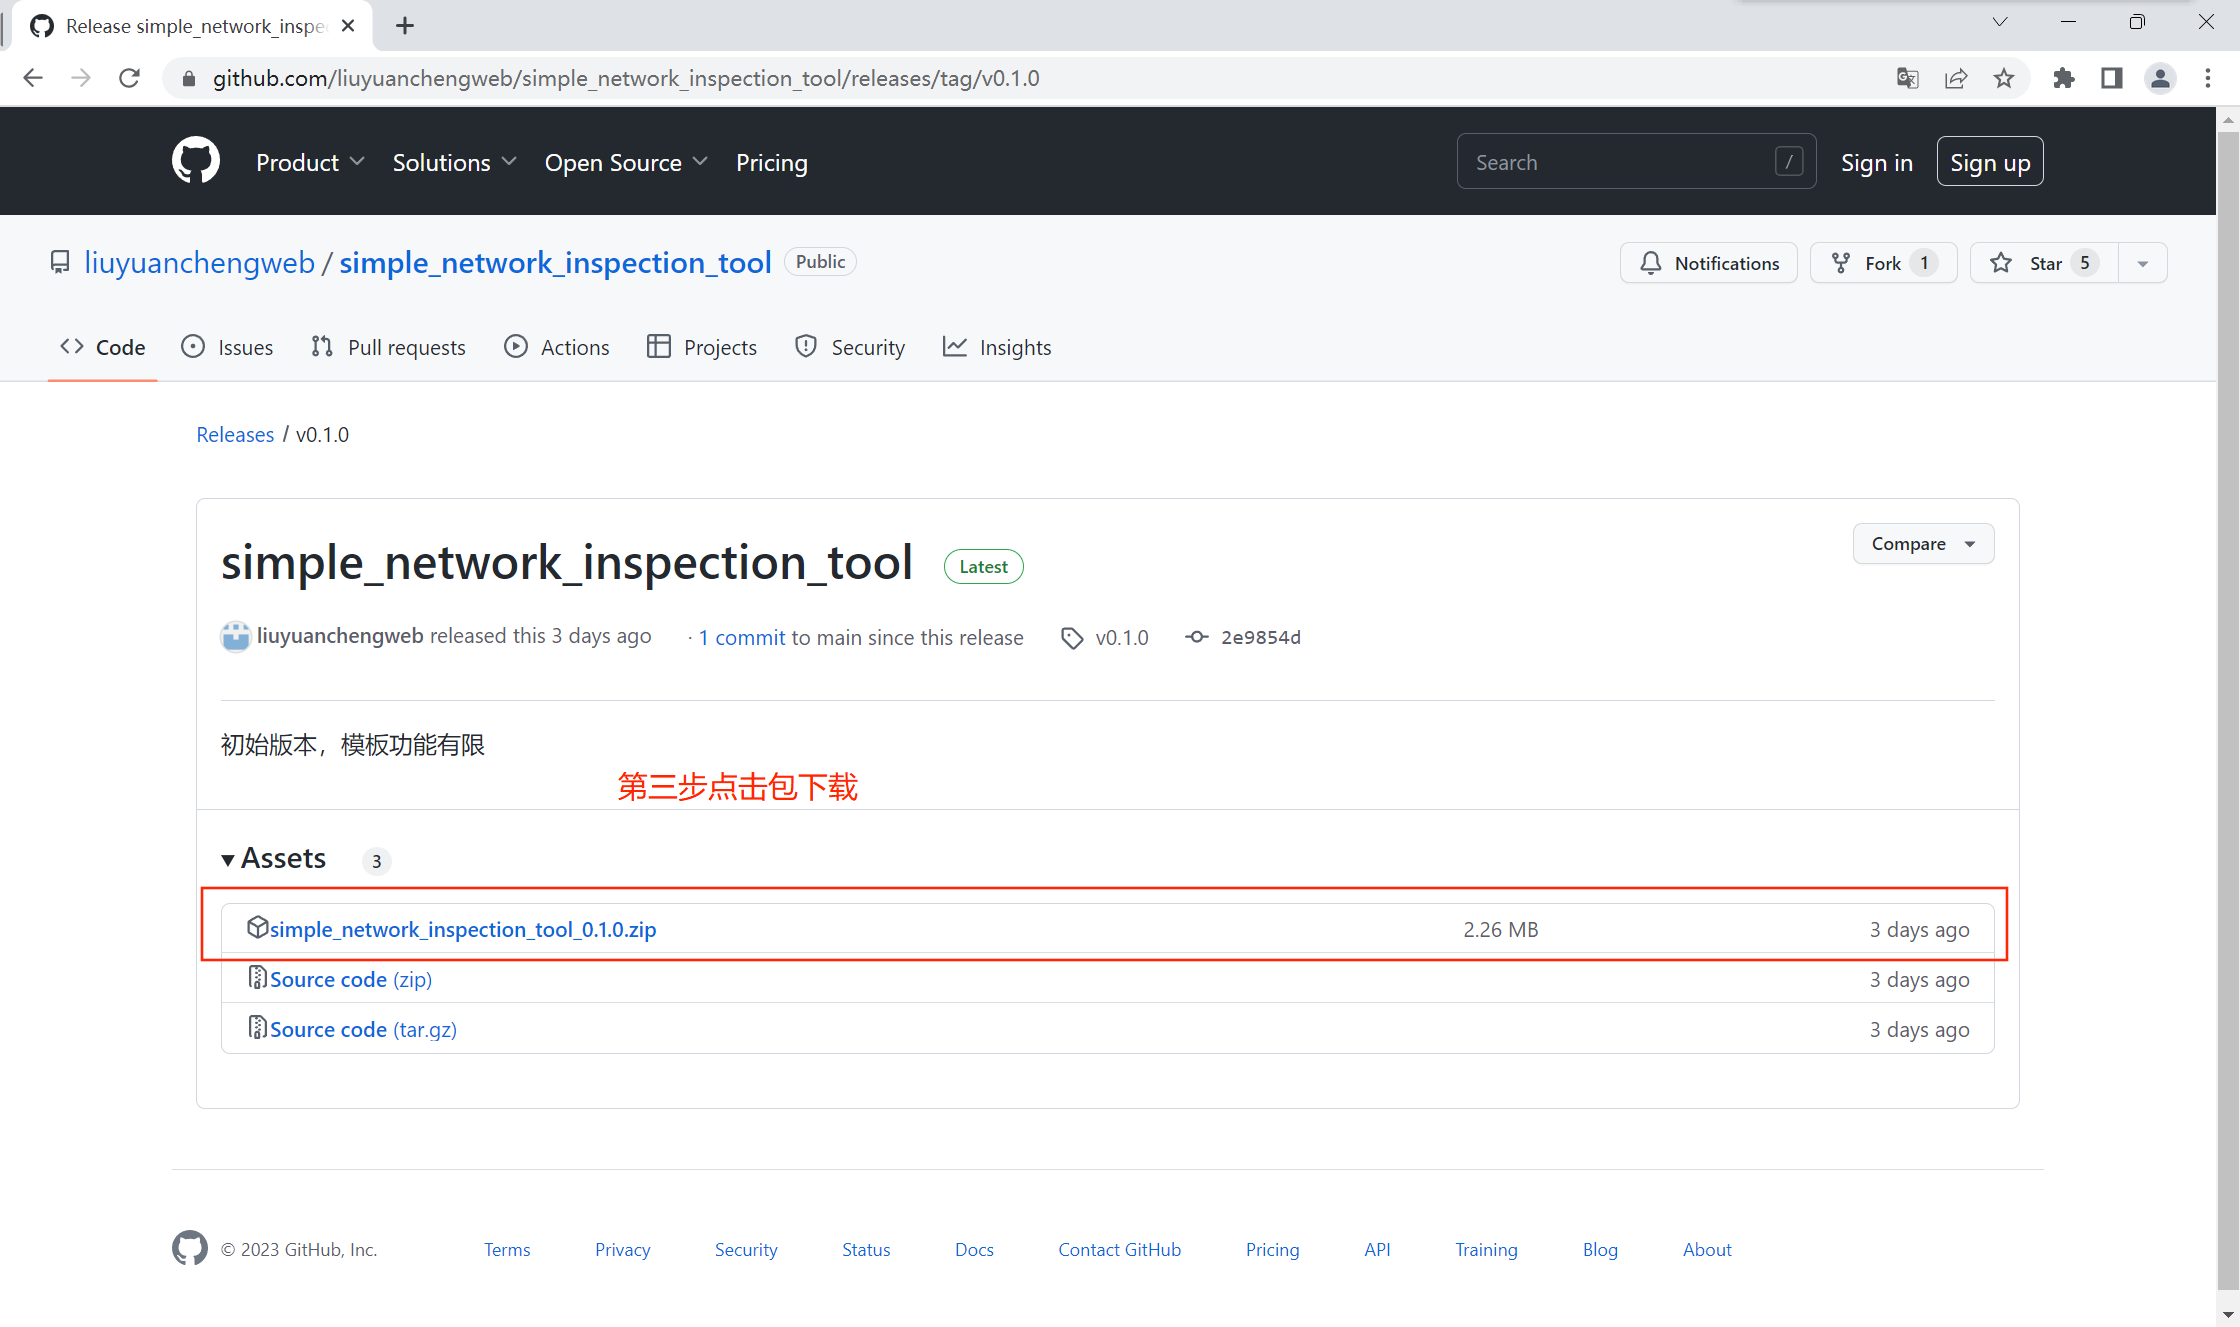 Release simple_network_inspe
github.com/liuyuanchengweb/simple_network_inspection_tool/releases/tag/v0.1.0
Product Solutions Open Source Pricing Search / Sign in Sign up
liuyuanchengweb / simple_network_inspection_tool Public Notifications Fork 1 Star 5
Code Issues Pull requests Actions Projects Security Insights
Releases / v0.1.0
simple_network_inspection_tool Latest Compare
liuyuanchengweb released this 3 days ago · 1 commit to main since this release v0.1.0 2e9854d
初始版本，模板功能有限
第三步点击包下载
Assets 3
simple_network_inspection_tool_0.1.0.zip 2.26 MB 3 days ago
Source code (zip) 3 days ago
Source code (tar.gz) 3 days ago
© 2023 GitHub, Inc. Terms Privacy Security Status Docs Contact GitHub Pricing API Training Blog About